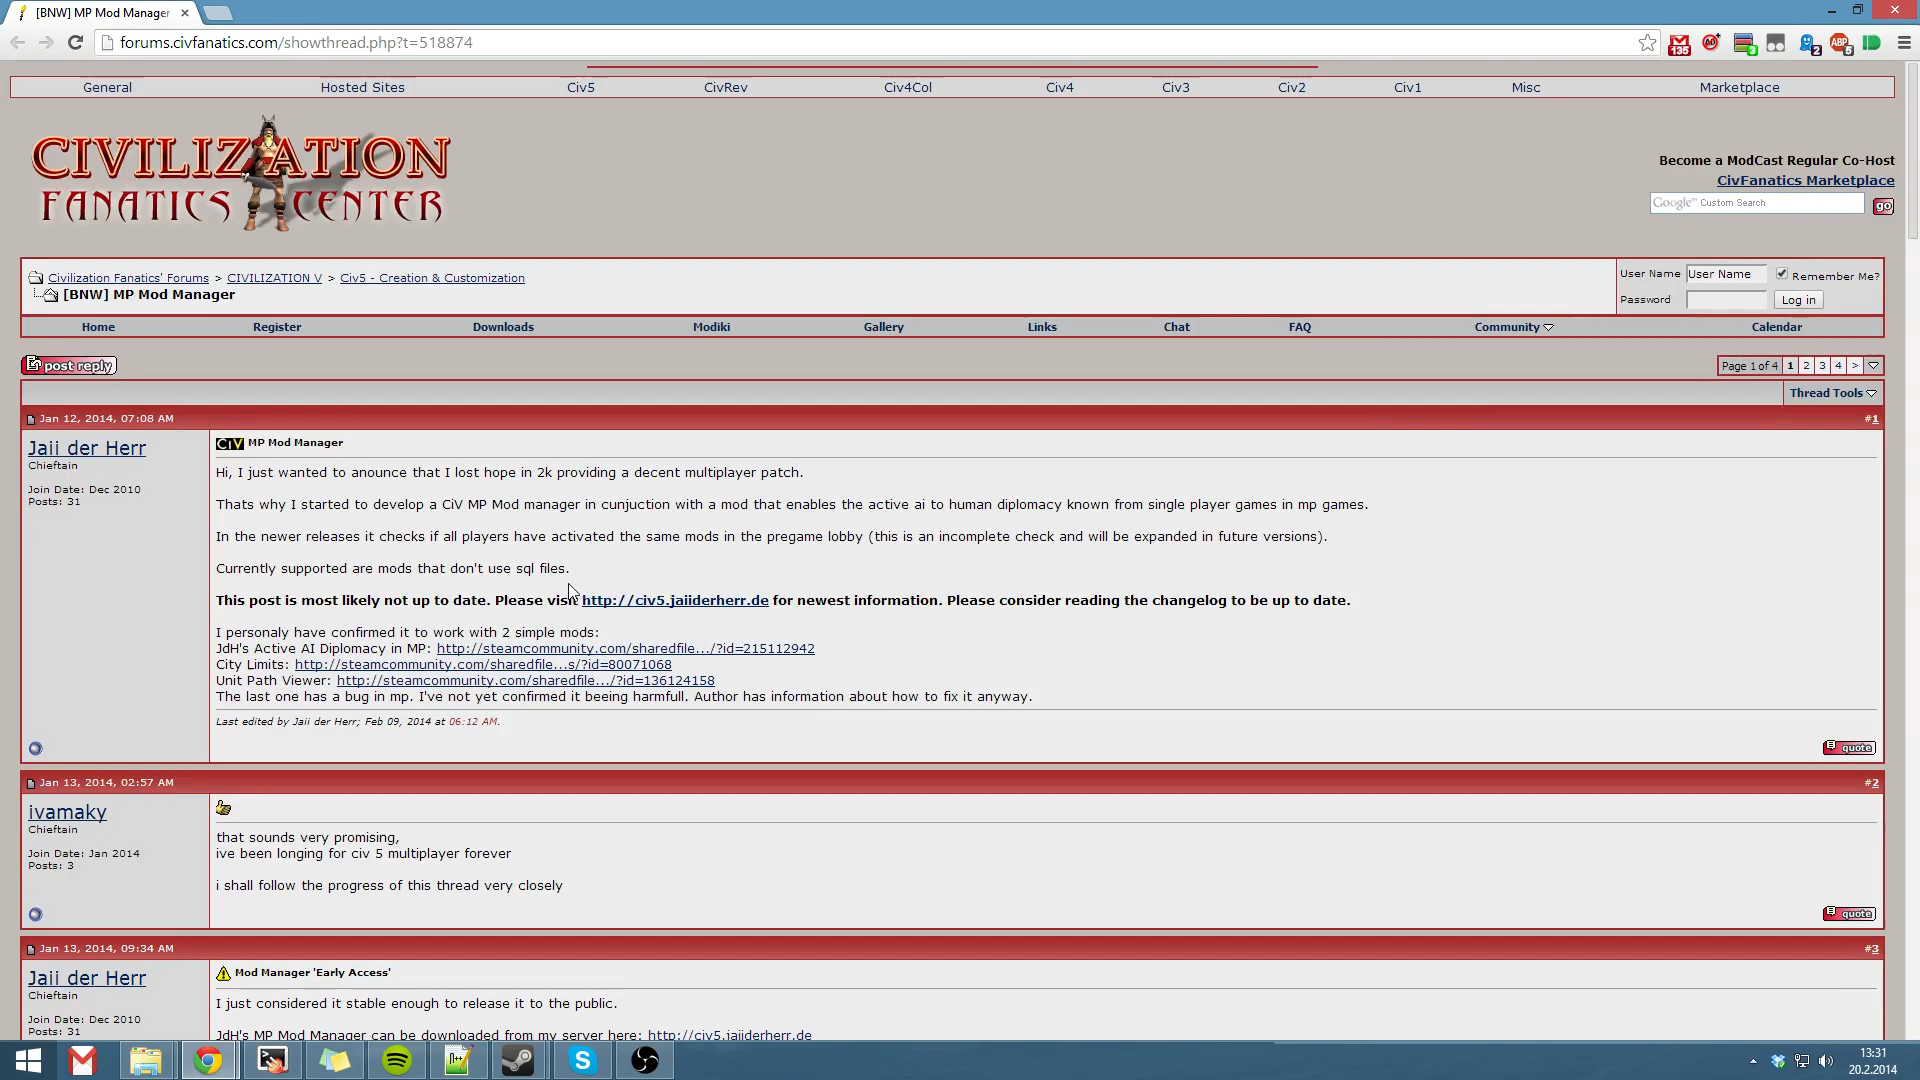 [BNW] MP Mod Manager
forums.civfanatics.com/showthread.php?t=518874
135
3
2
ABP
5
General Hosted Sites Civ5 CivRev Civ4Col Civ4 Civ3 Civ2 Civ1 Misc Marketplace
CIVILIZATION
FANATICS CENTER
Become a ModCast Regular Co-Host
CivFanatics Marketplace
Google™ Custom Search
go
Civilization Fanatics' Forums > CIVILIZATION V > Civ5 - Creation & Customization
[BNW] MP Mod Manager
User Name User Name Remember Me?
Password Log in
Home Register Downloads Modiki Gallery Links Chat FAQ Community Calendar
post reply
Page 1 of 4 1 2 3 4 >
Thread Tools
Jan 12, 2014, 07:08 AM #1
Jaii der Herr
Chieftain
Join Date: Dec 2010
Posts: 31
CiV MP Mod Manager
Hi, I just wanted to anounce that I lost hope in 2k providing a decent multiplayer patch.
Thats why I started to develop a CiV MP Mod manager in cunjuction with a mod that enables the active ai to human diplomacy known from single player games in mp games.
In the newer releases it checks if all players have activated the same mods in the pregame lobby (this is an incomplete check and will be expanded in future versions).
Currently supported are mods that don't use sql files.
This post is most likely not up to date. Please visit http://civ5.jaiiderherr.de for newest information. Please consider reading the changelog to be up to date.
I personaly have confirmed it to work with 2 simple mods:
JdH's Active AI Diplomacy in MP: http://steamcommunity.com/sharedfile.../?id=215112942
City Limits: http://steamcommunity.com/sharedfile...s/?id=80071068
Unit Path Viewer: http://steamcommunity.com/sharedfile.../?id=136124158
The last one has a bug in mp. I've not yet confirmed it beeing harmfull. Author has information about how to fix it anyway.
Last edited by Jaii der Herr; Feb 09, 2014 at 06:12 AM.
quote
Jan 13, 2014, 02:57 AM #2
ivamaky
Chieftain
Join Date: Jan 2014
Posts: 3
that sounds very promising,
ive been longing for civ 5 multiplayer forever
i shall follow the progress of this thread very closely
quote
Jan 13, 2014, 09:34 AM #3
Jaii der Herr
Chieftain
Join Date: Dec 2010
Posts: 31
Mod Manager 'Early Access'
I just considered it stable enough to release it to the public.
JdH's MP Mod Manager can be downloaded from my server here: http://civ5.jaiiderherr.de
13:31
20.2.2014